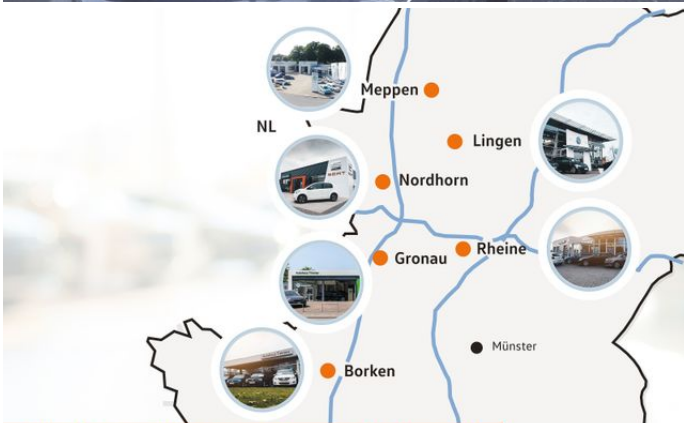 Meppen
NL
Lingen
Nordhorn
Gronau
Rheine
Münster
Borken